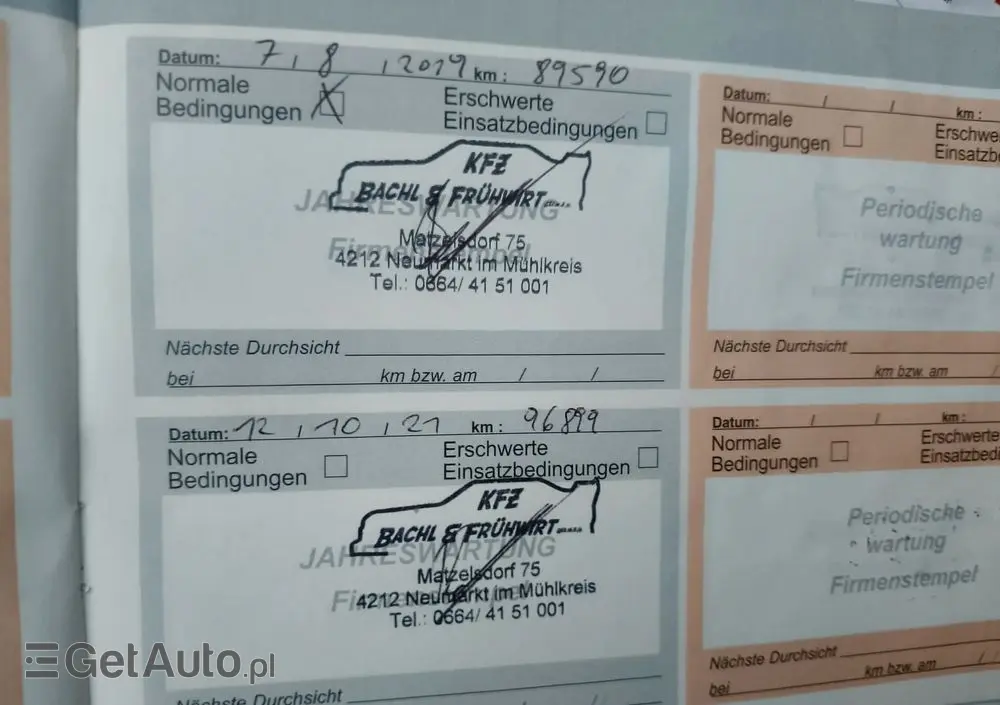 Datum: 7, 8, 2019 km: 89590
Normale
Bedingungen
Erschwerte
Einsatzbedingungen
KFZ
BACHL & FRÜHWIRT
JAHRESWARTUNG
Matzelsdorf 75
Firmenstempel
4212 Neumarkt im Mühlkreis
Tel.: 0664/ 41 51 001
Nächste Durchsicht
bei km bzw. am / /
Datum: / / km:
Normale
Bedingungen
Erschwe
Einsatzb
Periodische
wartung
Firmenstempel
Nächste Durchsicht
bei km bzw. am /
Datum: 12, 10, 21 km: 96899
Normale
Bedingungen
Erschwerte
Einsatzbedingungen
KFZ
BACHL & FRÜHWIRT
JAHRESWARTUNG
Matzelsdorf 75
4212 Neumarkt im Mühlkreis
Tel.: 0664/ 41 51 001
Nächste Durchsicht
Datum: / / km:
Normale
Bedingungen
Erschwerte
Einsatzbedingungen
Periodische
wartung
Firmenstempel
Nächste Durchsicht
bei km bzw. am / /
GetAuto.pl